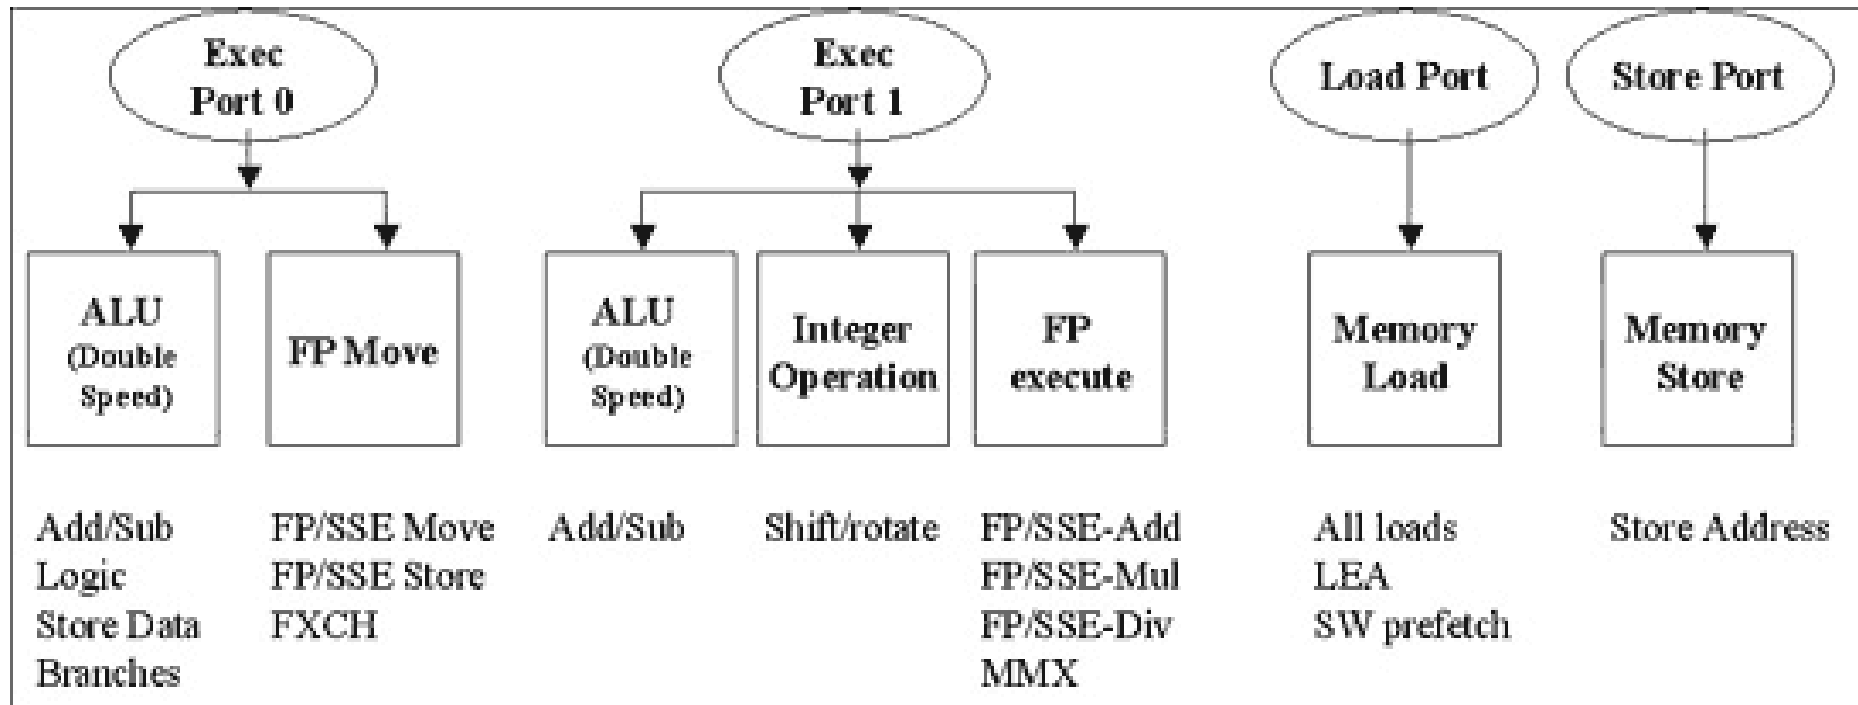 Exec
Port 0
Exec
Port 1
Load Port
Store Port
ALU
(Double
Speed)
FP Move
ALU
(Double
Speed)
Integer
Operation
FP
execute
Memory
Load
Memory
Store
Add/Sub
Logic
Store Data
Branches
FP/SSE Move
FP/SSE Store
FXCH
Add/Sub
Shift/rotate
FP/SSE-Add
FP/SSE-Mul
FP/SSE-Div
MMX
All loads
LEA
SW prefetch
Store Address